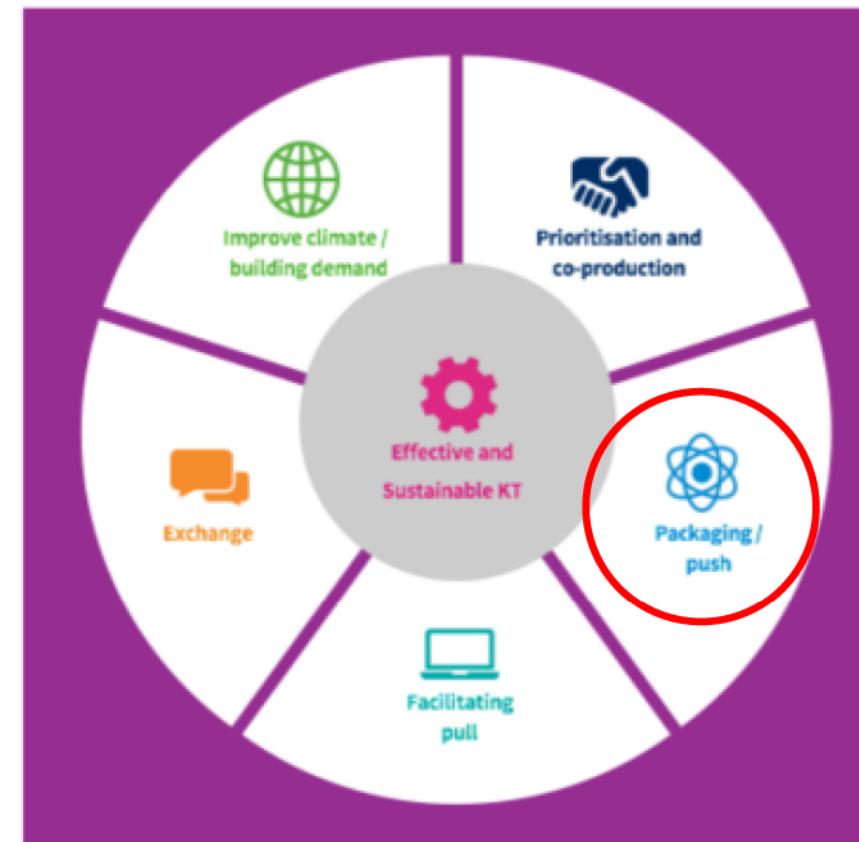 Improve climate /
building demand
Prioritisation and
co-production
Effective and
Sustainable KT
Exchange
Packaging /
push
Facilitating
pull